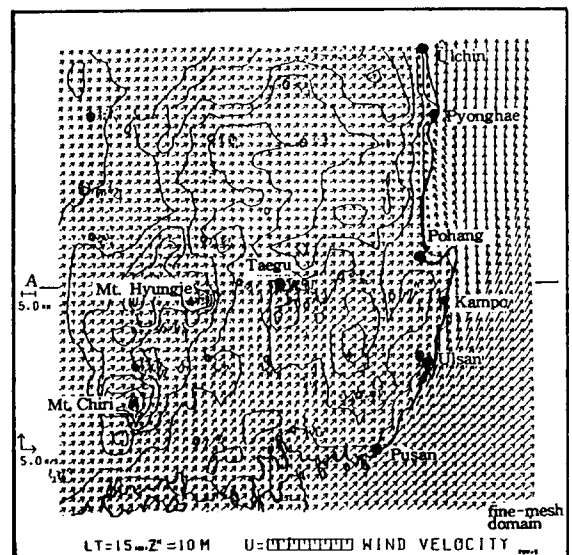 Ulchin
Pyonghae
Pohang
Taegu
A
Mt. Hyungje
5.0
Kampo
Ulsan
Mt. Chiri
5.0
Pusan
fine-mesh
domain
LT=15 Z*=10 M U= WIND VELOCITY